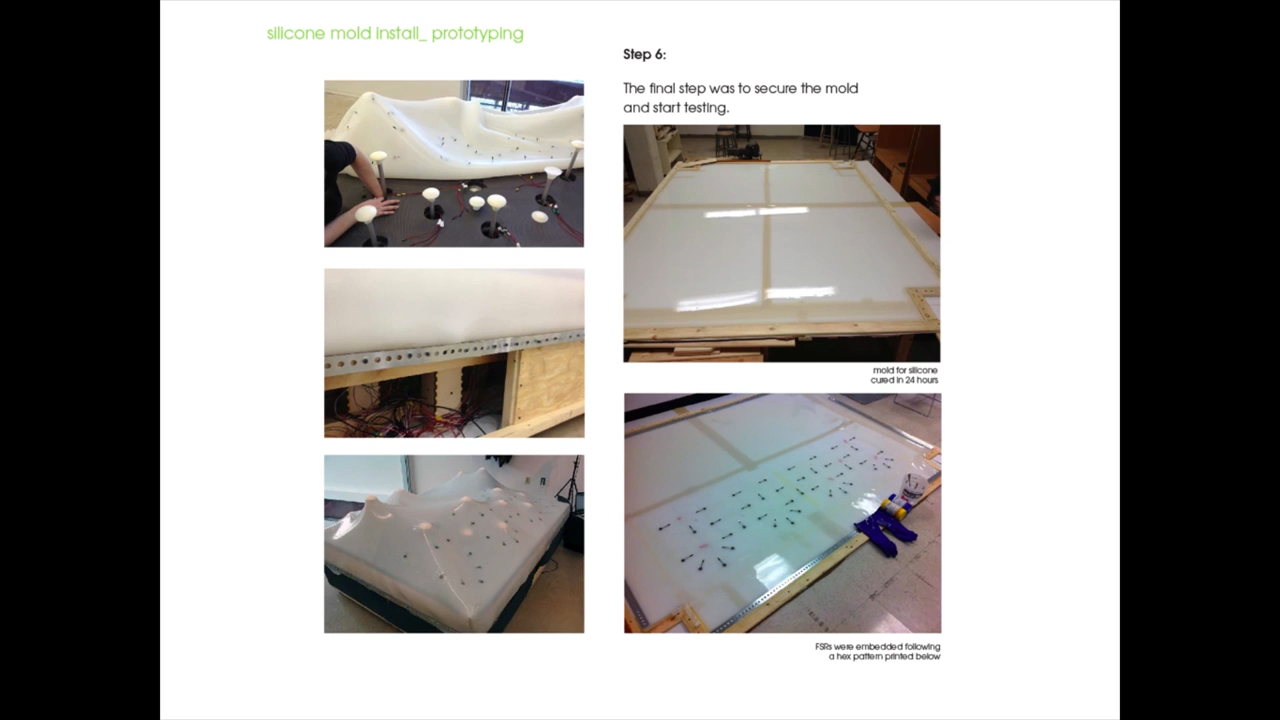 silicone mold install_ prototyping
Step 6:
The final step was to secure the mold
and start testing.
mold for silicone
cured in 24 hours
FSRs were embedded following
a hex pattern printed below